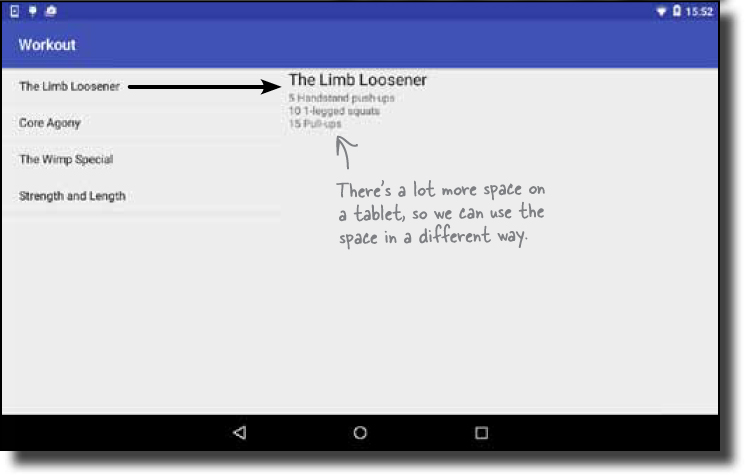 15:52
Workout
The Limb Loosener
Core Agony
The Wimp Special
Strength and Length
The Limb Loosener
5 Handstand push-ups
10 1-legged squats
15 Pull-ups
There's a lot more space on
a tablet, so we can use the
space in a different way.